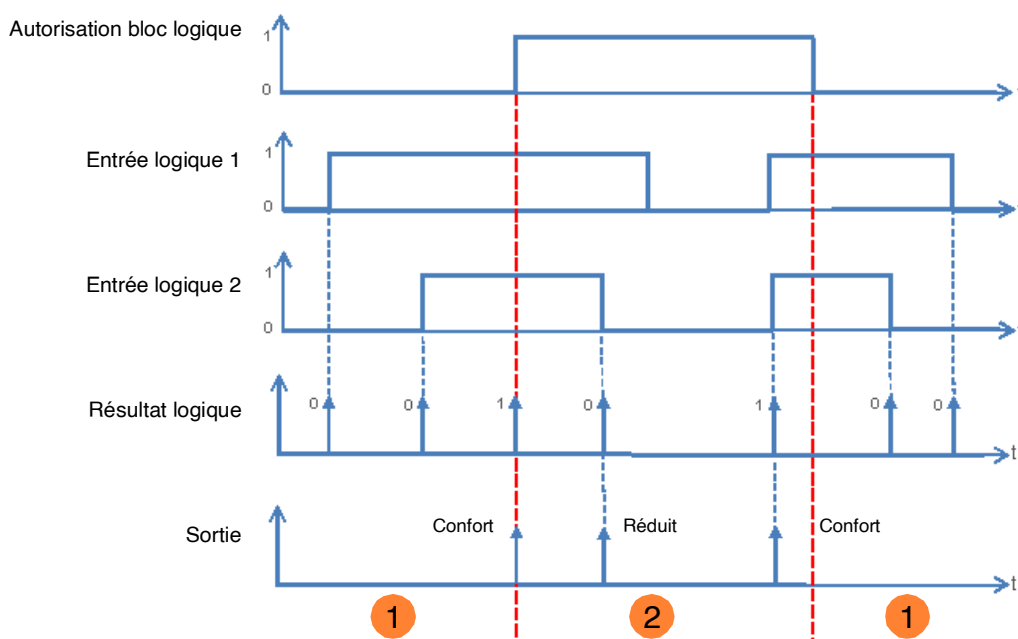 Autorisation bloc logique
1
0
Entrée logique 1
1
0
Entrée logique 2
1
0
Résultat logique
0
0
1
0
1
0
0
t
Sortie
Confort
Réduit
Confort
t
1
2
1